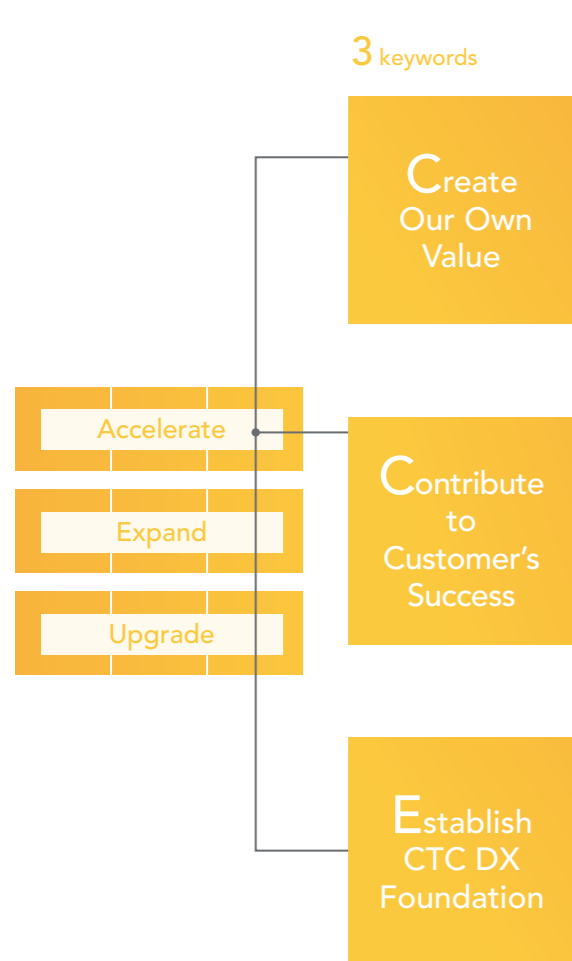 3 keywords
Create
Our Own
Value
Accelerate
Expand
Upgrade
Contribute
to
Customer’s
Success
Establish
CTC DX
Foundation